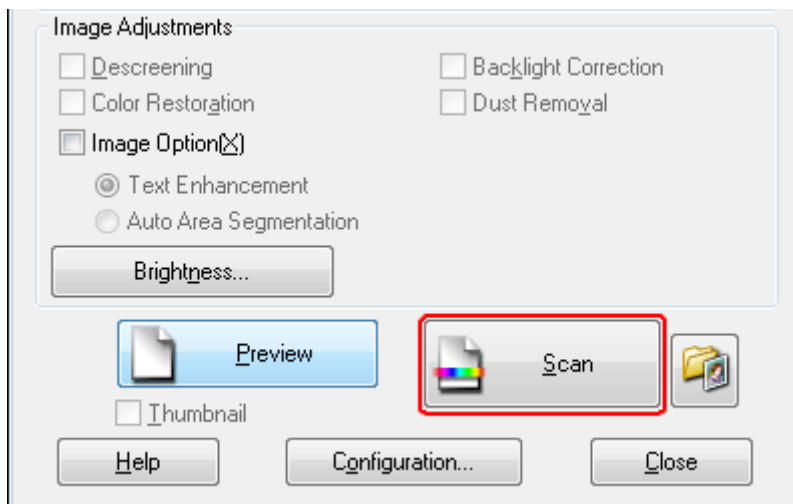 Image Adjustments
Descreening Backlight Correction
Color Restoration Dust Removal
Image Option(X)
Text Enhancement
Auto Area Segmentation
Brightness...
Preview Scan
Thumbnail
Help Configuration... Close